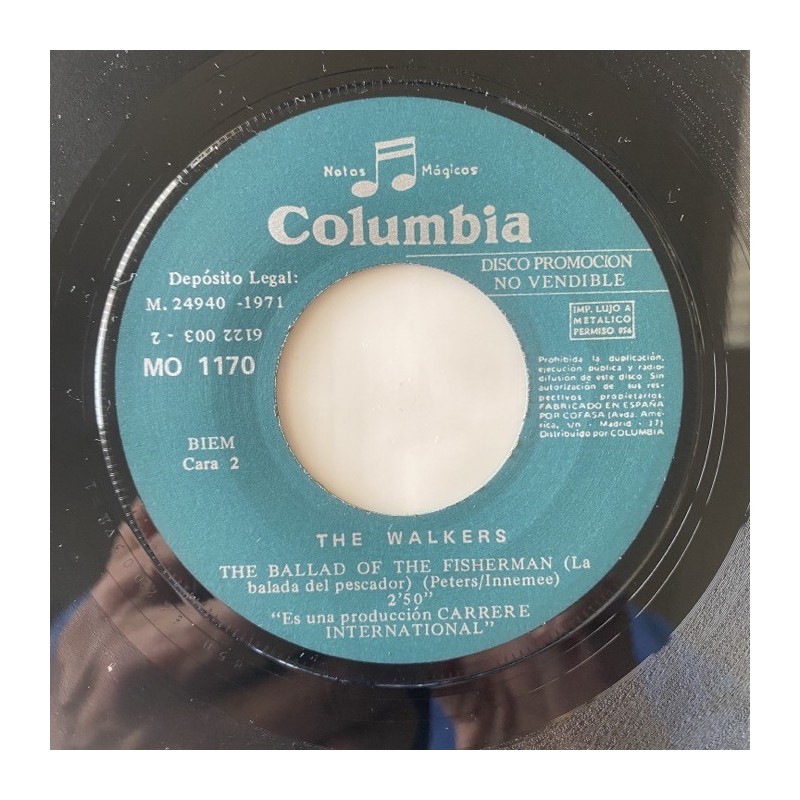 Notas Mágicas
Columbia
DISCO PROMOCION
NO VENDIBLE
Depósito Legal:
M. 24940 -1971
6122 003 - 2
MO 1170
IMP. LUJO A
METALICO
PERMISO 054
Prohibida la duplicación,
ejecución pública y radio-
difusión de este disco. Sin
autorización de sus res-
pectivos propietarios.
FABRICADO EN ESPAÑA
POR COFASA (Avda. Amé-
rica, s/n - Madrid - 17)
Distribuido por COLUMBIA
BIEM
Cara 2
THE WALKERS
THE BALLAD OF THE FISHERMAN (La
balada del pescador) (Peters/Innemee)
2'50"
"Es una producción CARRERE
INTERNATIONAL"